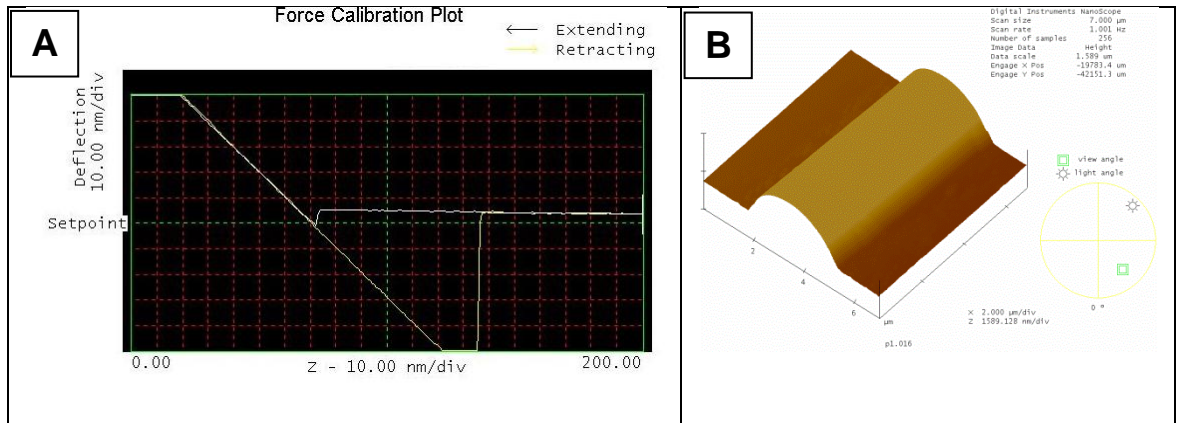 A
Force Calibration Plot
Extending
Retracting
Deflection
10.00 nm/div
Setpoint
0.00
Z - 10.00 nm/div
200.00
B
Digital Instruments NanoScope
Scan size 7.000 µm
Scan rate 1.001 Hz
Number of samples 256
Image Data Height
Data scale 1.589 um
Engage X Pos -19783.4 um
Engage Y Pos -42151.3 um
view angle
light angle
2
4
6
µm
X 2.000 µm/div
Z 1589.128 nm/div
0 °
p1.016